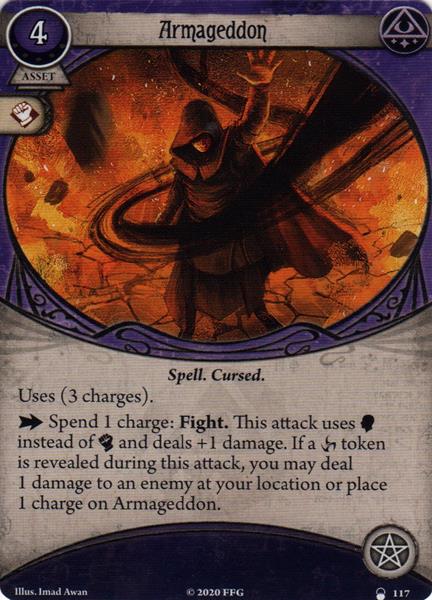 4
Armageddon
ASSET
Spell. Cursed.
Uses (3 charges).
Spend 1 charge: Fight. This attack uses
instead of and deals +1 damage. If a token
is revealed during this attack, you may deal
1 damage to an enemy at your location or place
1 charge on Armageddon.
Illus. Imad Awan © 2020 FFG 117